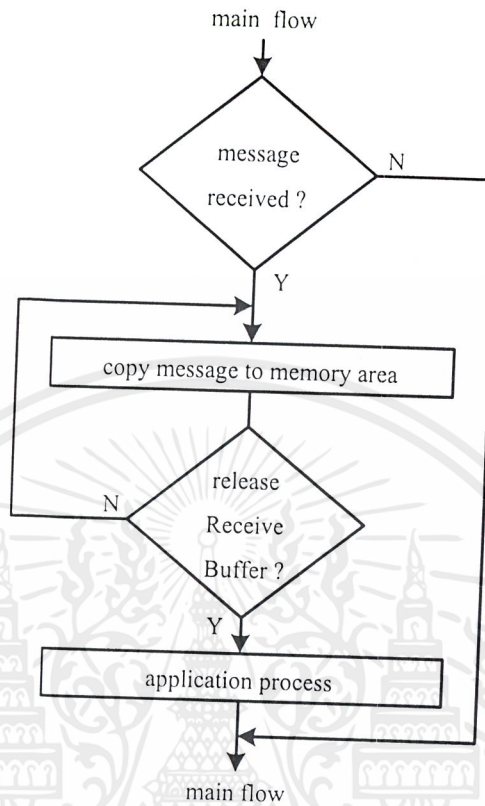 main flow
message
received ?
N
Y
copy message to memory area
release
Receive
Buffer ?
N
Y
application process
main flow